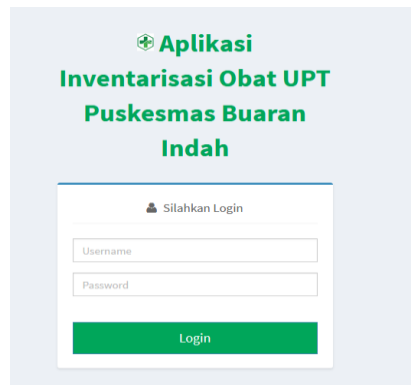 Aplikasi
Inventarisasi Obat UPT
Puskesmas Buaran
Indah
Silahkan Login
Username
Password
Login